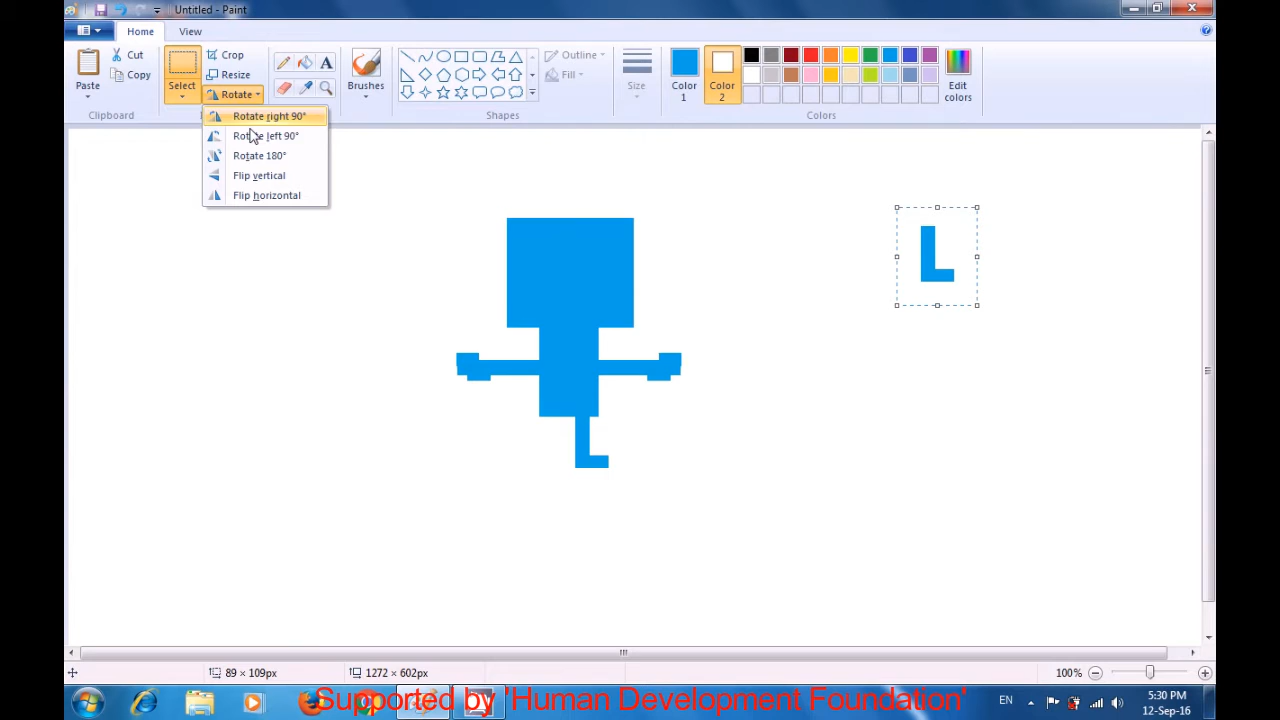 Untitled - Paint
Home
View
Paste
Cut
Copy
Clipboard
Select
Crop
Resize
Rotate
Rotate right 90°
Rotate left 90°
Rotate 180°
Flip vertical
Flip horizontal
Brushes
Outline
Fill
Shapes
Size
Color 1
Color 2
Edit colors
Colors
L
89 × 109px
1272 × 602px
100%
Supported by 'Human Development Foundation'
EN
5:30 PM
12-Sep-16